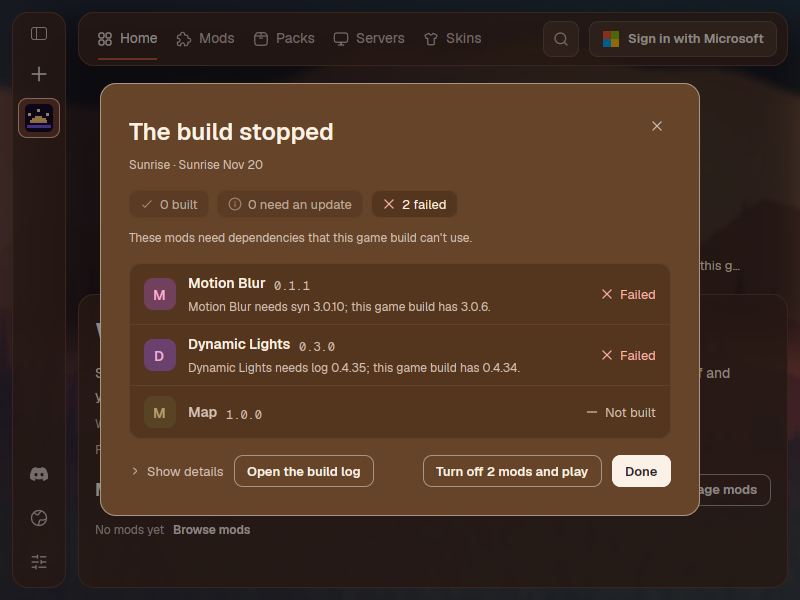 Home Mods Packs Servers Skins Sign in with Microsoft
The build stopped
Sunrise · Sunrise Nov 20
0 built 0 need an update 2 failed
These mods need dependencies that this game build can't use.
this g...
M Motion Blur 0.1.1 Failed
Motion Blur needs syn 3.0.10; this game build has 3.0.6.
D Dynamic Lights 0.3.0 Failed
Dynamic Lights needs log 0.4.35; this game build has 0.4.34.
and
M Map 1.0.0 Not built
Show details Open the build log Turn off 2 mods and play Done
age mods
No mods yet Browse mods